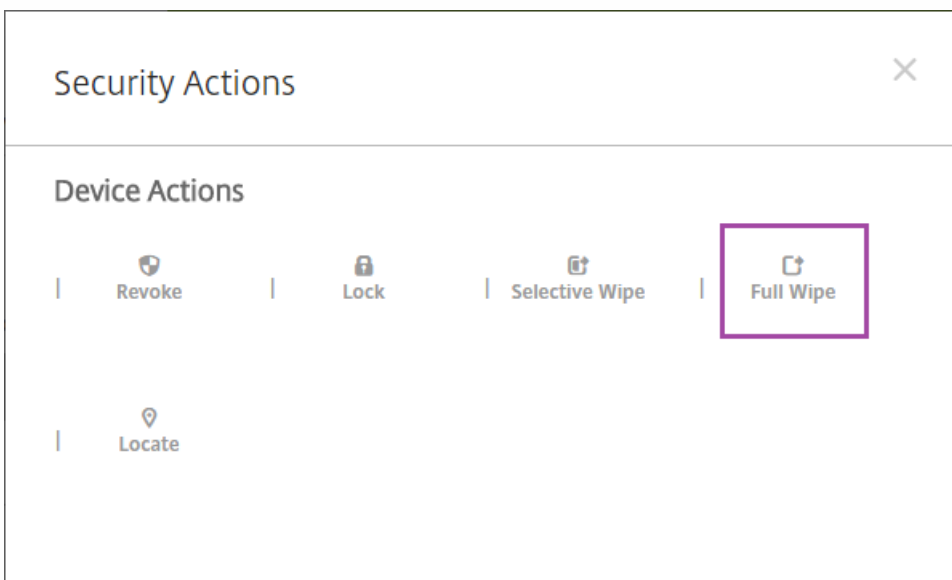 Security Actions
Device Actions
Revoke
Lock
Selective Wipe
Full Wipe
Locate